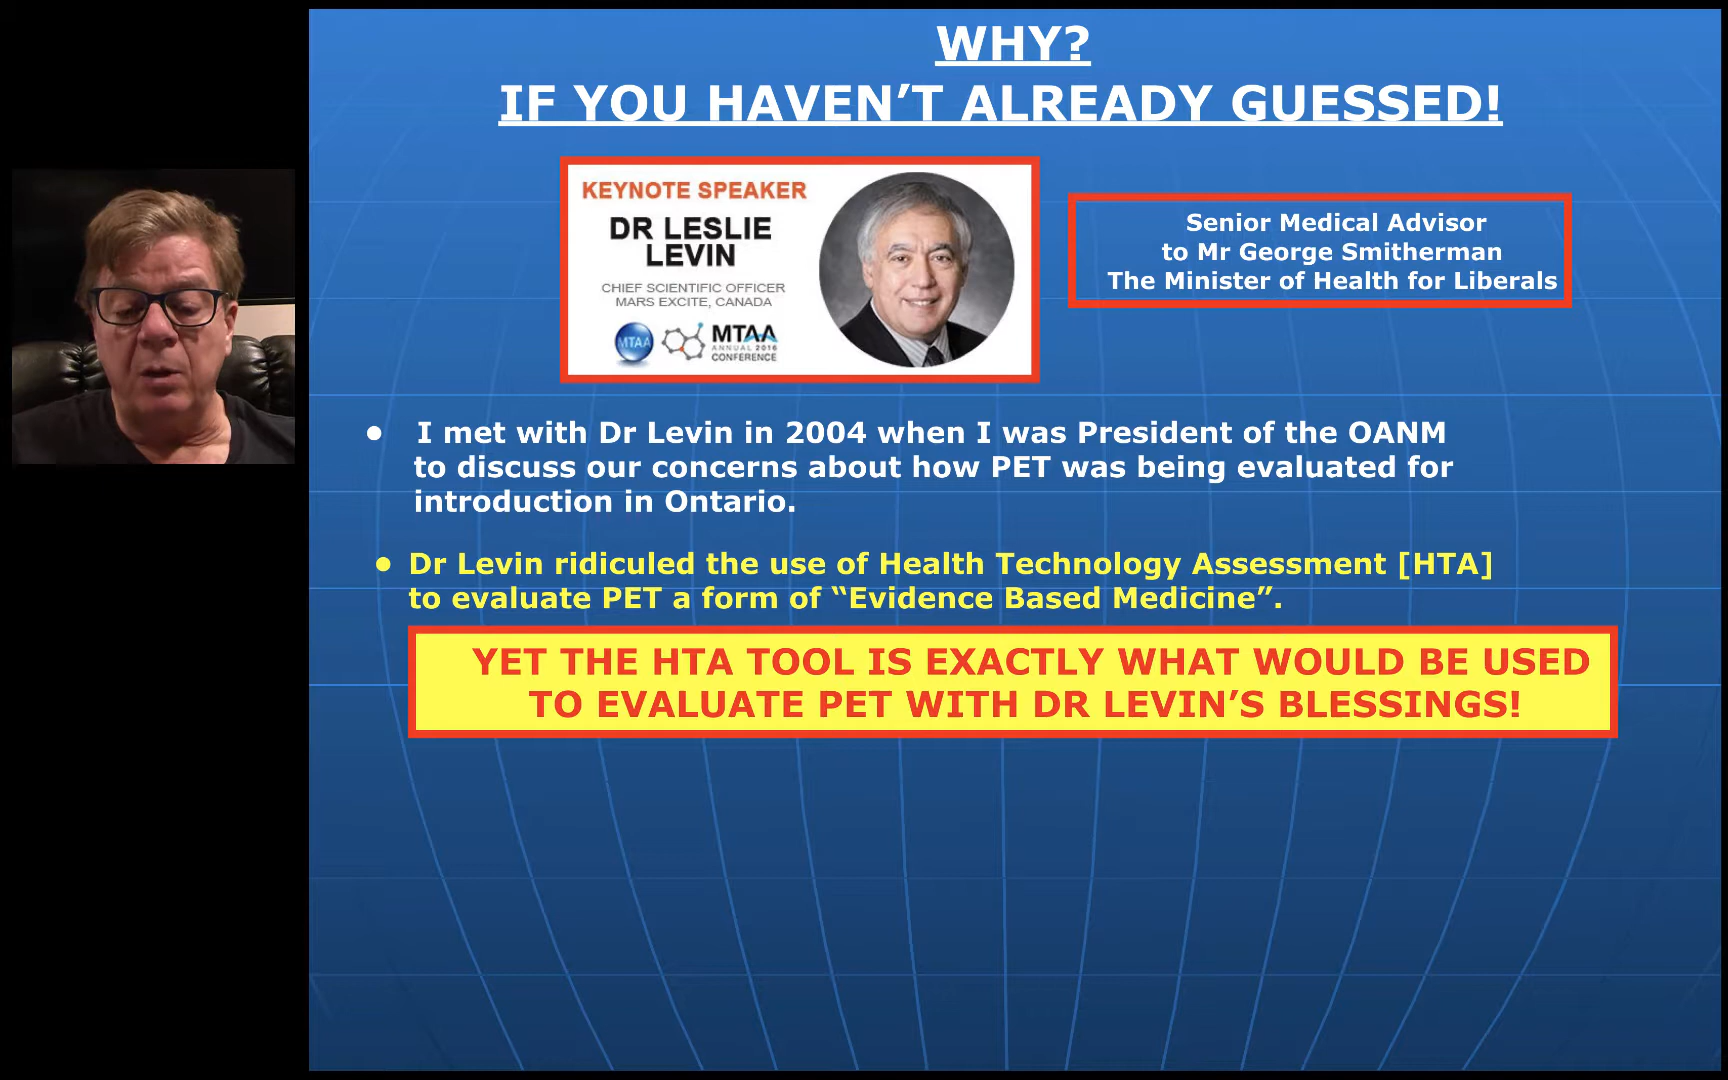 WHY?
IF YOU HAVEN’T ALREADY GUESSED!
KEYNOTE SPEAKER
DR LESLIE
LEVIN
CHIEF SCIENTIFIC OFFICER
MARS EXCITE, CANADA
MTAA
MTAA
ANNUAL 2016
CONFERENCE
Senior Medical Advisor
to Mr George Smitherman
The Minister of Health for Liberals
• I met with Dr Levin in 2004 when I was President of the OANM
to discuss our concerns about how PET was being evaluated for
introduction in Ontario.
• Dr Levin ridiculed the use of Health Technology Assessment [HTA]
to evaluate PET a form of “Evidence Based Medicine”.
YET THE HTA TOOL IS EXACTLY WHAT WOULD BE USED
TO EVALUATE PET WITH DR LEVIN’S BLESSINGS!